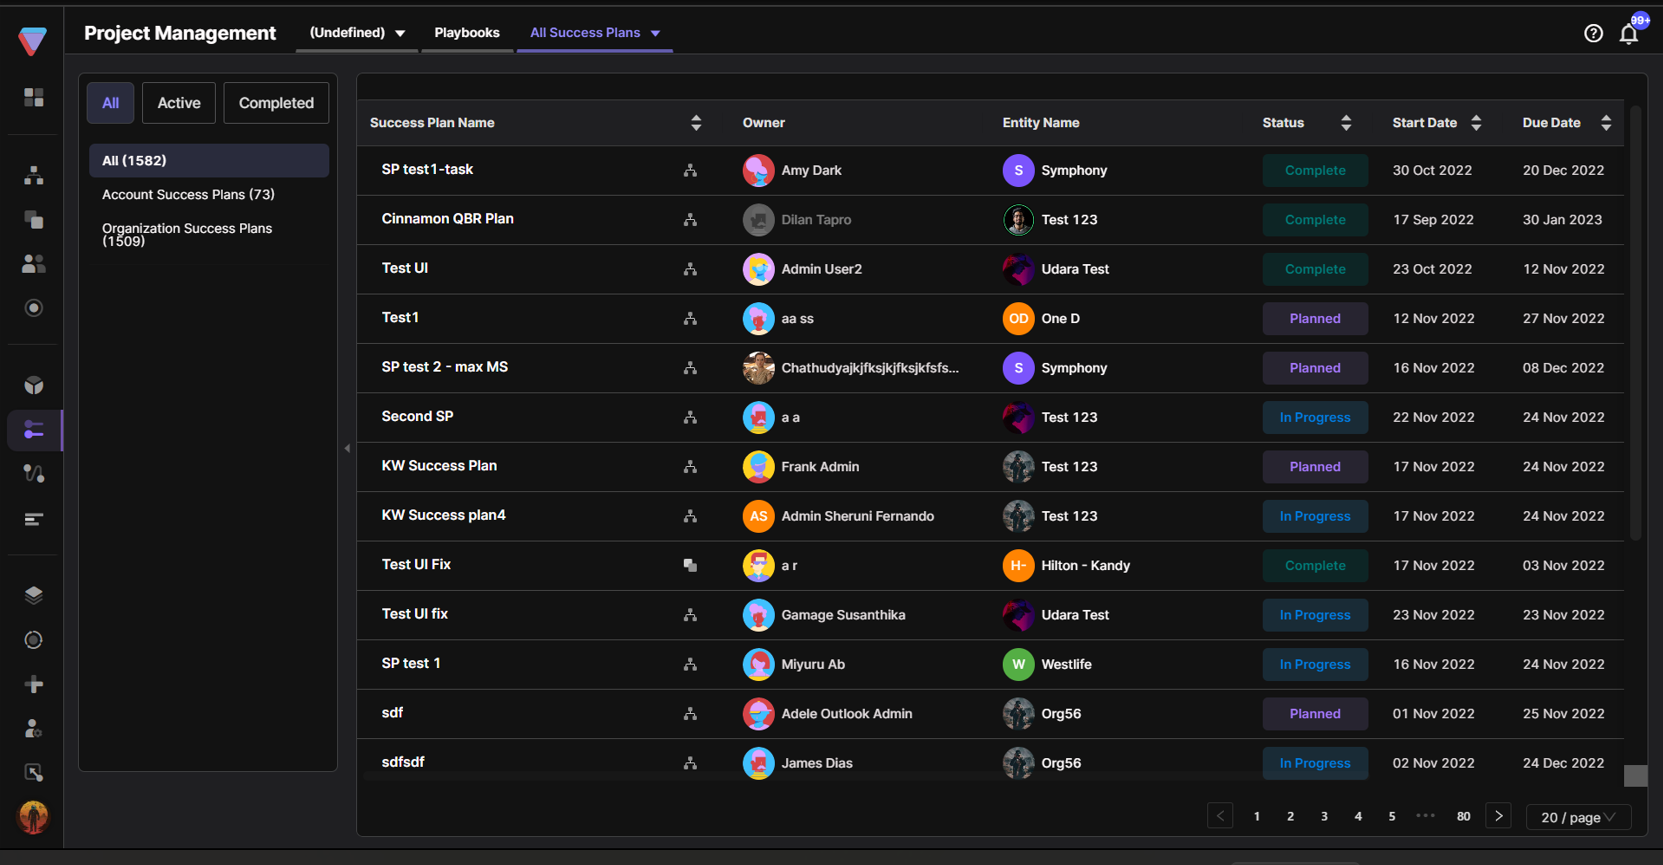 Project Management
(Undefined)
Playbooks
All Success Plans
99+
All
Active
Completed
All (1582)
Account Success Plans (73)
Organization Success Plans
(1509)
Success Plan Name Owner Entity Name Status Start Date Due Date
SP test1-task Amy Dark S Symphony Complete 30 Oct 2022 20 Dec 2022
Cinnamon QBR Plan Dilan Tapro Test 123 Complete 17 Sep 2022 30 Jan 2023
Test UI Admin User2 Udara Test Complete 23 Oct 2022 12 Nov 2022
Test1 aa ss OD One D Planned 12 Nov 2022 27 Nov 2022
SP test 2 - max MS Chathudyajkjfksjkjfksjkfsfs... S Symphony Planned 16 Nov 2022 08 Dec 2022
Second SP a a Test 123 In Progress 22 Nov 2022 24 Nov 2022
KW Success Plan Frank Admin Test 123 Planned 17 Nov 2022 24 Nov 2022
KW Success plan4 AS Admin Sheruni Fernando Test 123 In Progress 17 Nov 2022 24 Nov 2022
Test UI Fix a r H- Hilton - Kandy Complete 17 Nov 2022 03 Nov 2022
Test UI fix Gamage Susanthika Udara Test In Progress 23 Nov 2022 23 Nov 2022
SP test 1 Miyuru Ab W Westlife In Progress 16 Nov 2022 24 Nov 2022
sdf Adele Outlook Admin Org56 Planned 01 Nov 2022 25 Nov 2022
sdfsdf James Dias Org56 In Progress 02 Nov 2022 24 Dec 2022
< 1 2 3 4 5 ••• 80 > 20 / page